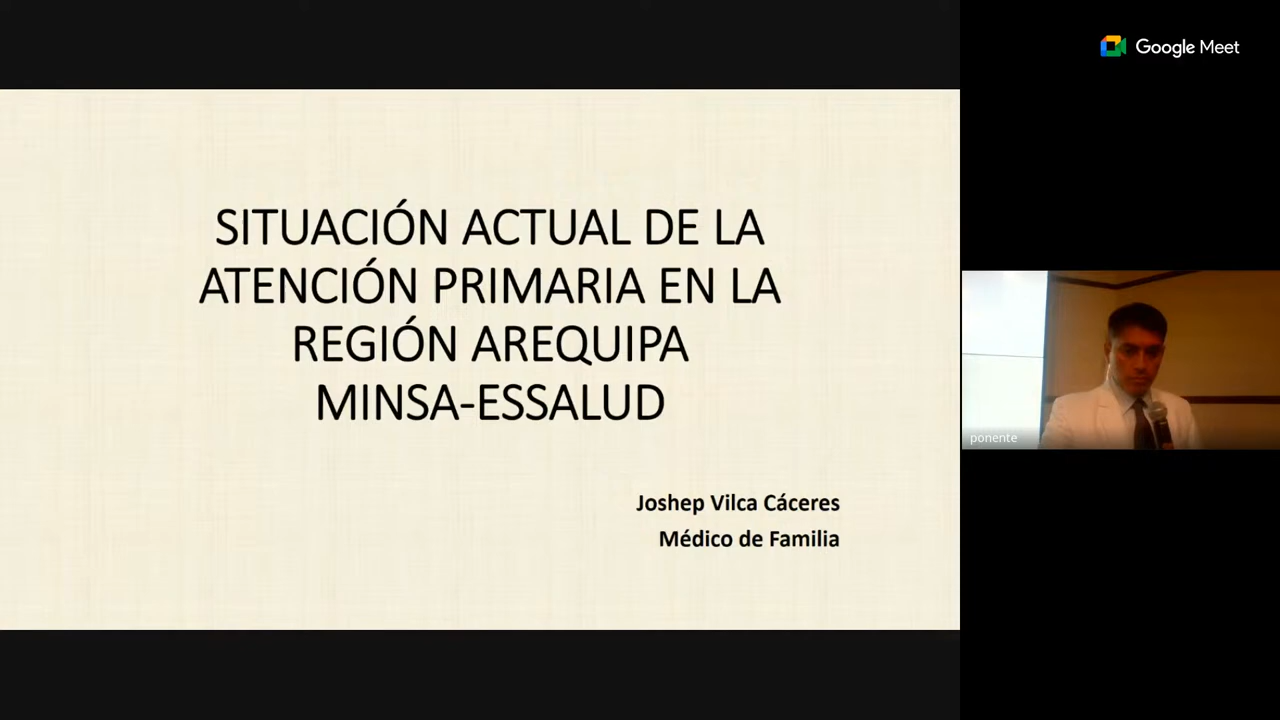 Google Meet
SITUACIÓN ACTUAL DE LA
ATENCIÓN PRIMARIA EN LA
REGIÓN AREQUIPA
MINSA-ESSALUD
Joshep Vilca Cáceres
Médico de Familia
ponente